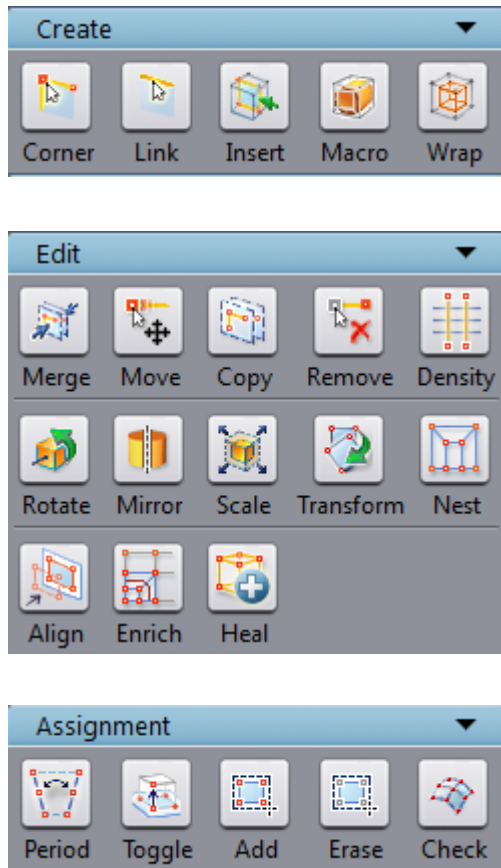 Create
Corner Link Insert Macro Wrap
Edit
Merge Move Copy Remove Density
Rotate Mirror Scale Transform Nest
Align Enrich Heal
Assignment
Period Toggle Add Erase Check